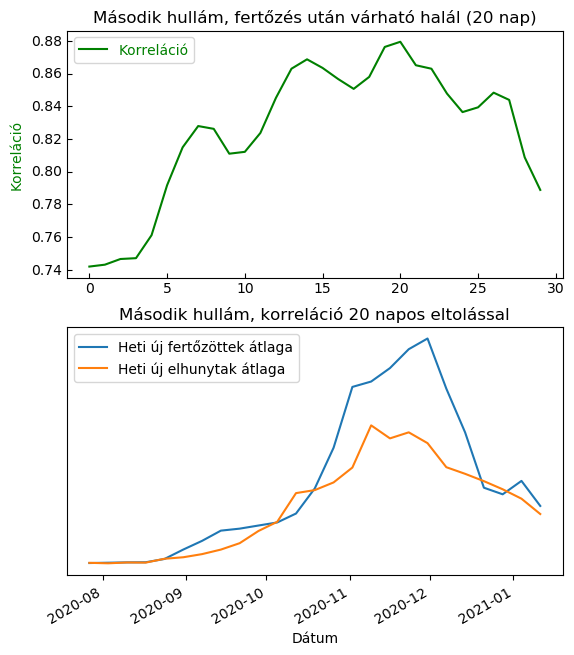 Második hullám, fertőzés után várható halál (20 nap)
Korreláció
Korreláció
0.88
0.86
0.84
0.82
0.80
0.78
0.76
0.74
0 5 10 15 20 25 30
Második hullám, korreláció 20 napos eltolással
Heti új fertőzöttek átlaga
Heti új elhunytak átlaga
2020-08 2020-09 2020-10 2020-11 2020-12 2021-01
Dátum